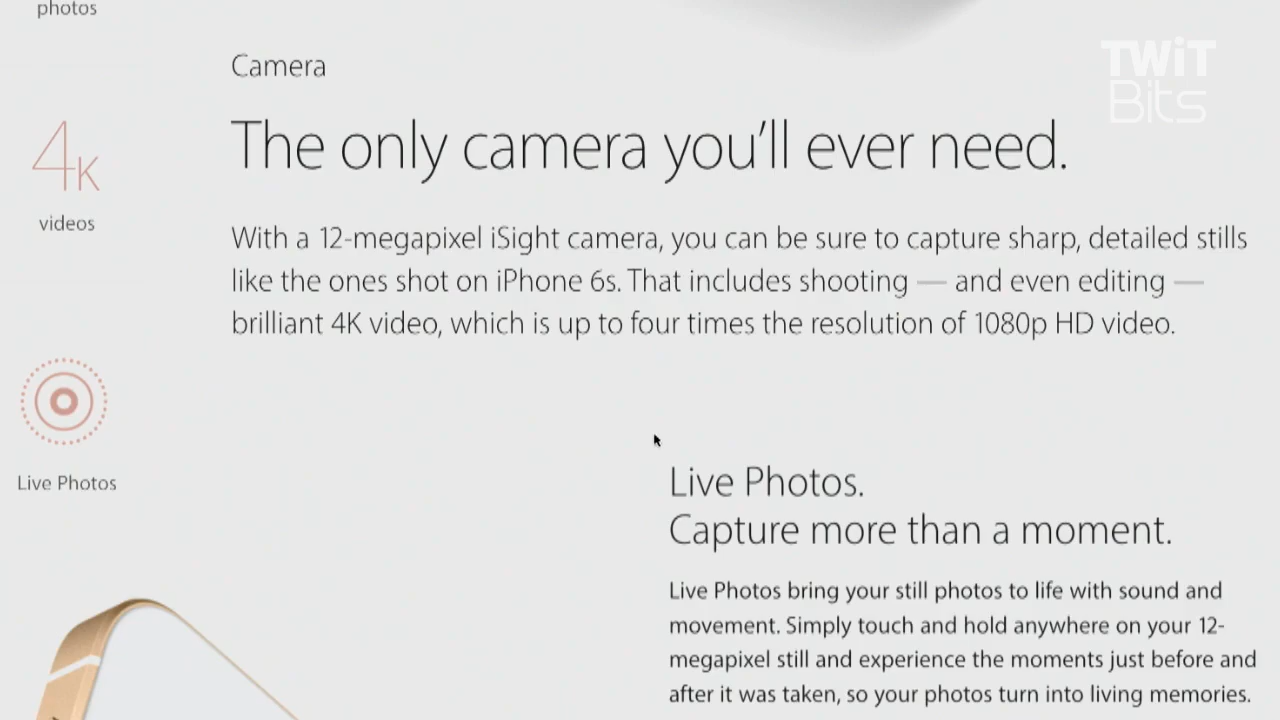 photos
TWiT
Bits
Camera
The only camera you'll ever need.
4K
videos
With a 12-megapixel iSight camera, you can be sure to capture sharp, detailed stills
like the ones shot on iPhone 6s. That includes shooting — and even editing —
brilliant 4K video, which is up to four times the resolution of 1080p HD video.
Live Photos
Live Photos.
Capture more than a moment.
Live Photos bring your still photos to life with sound and
movement. Simply touch and hold anywhere on your 12-
megapixel still and experience the moments just before and
after it was taken, so your photos turn into living memories.